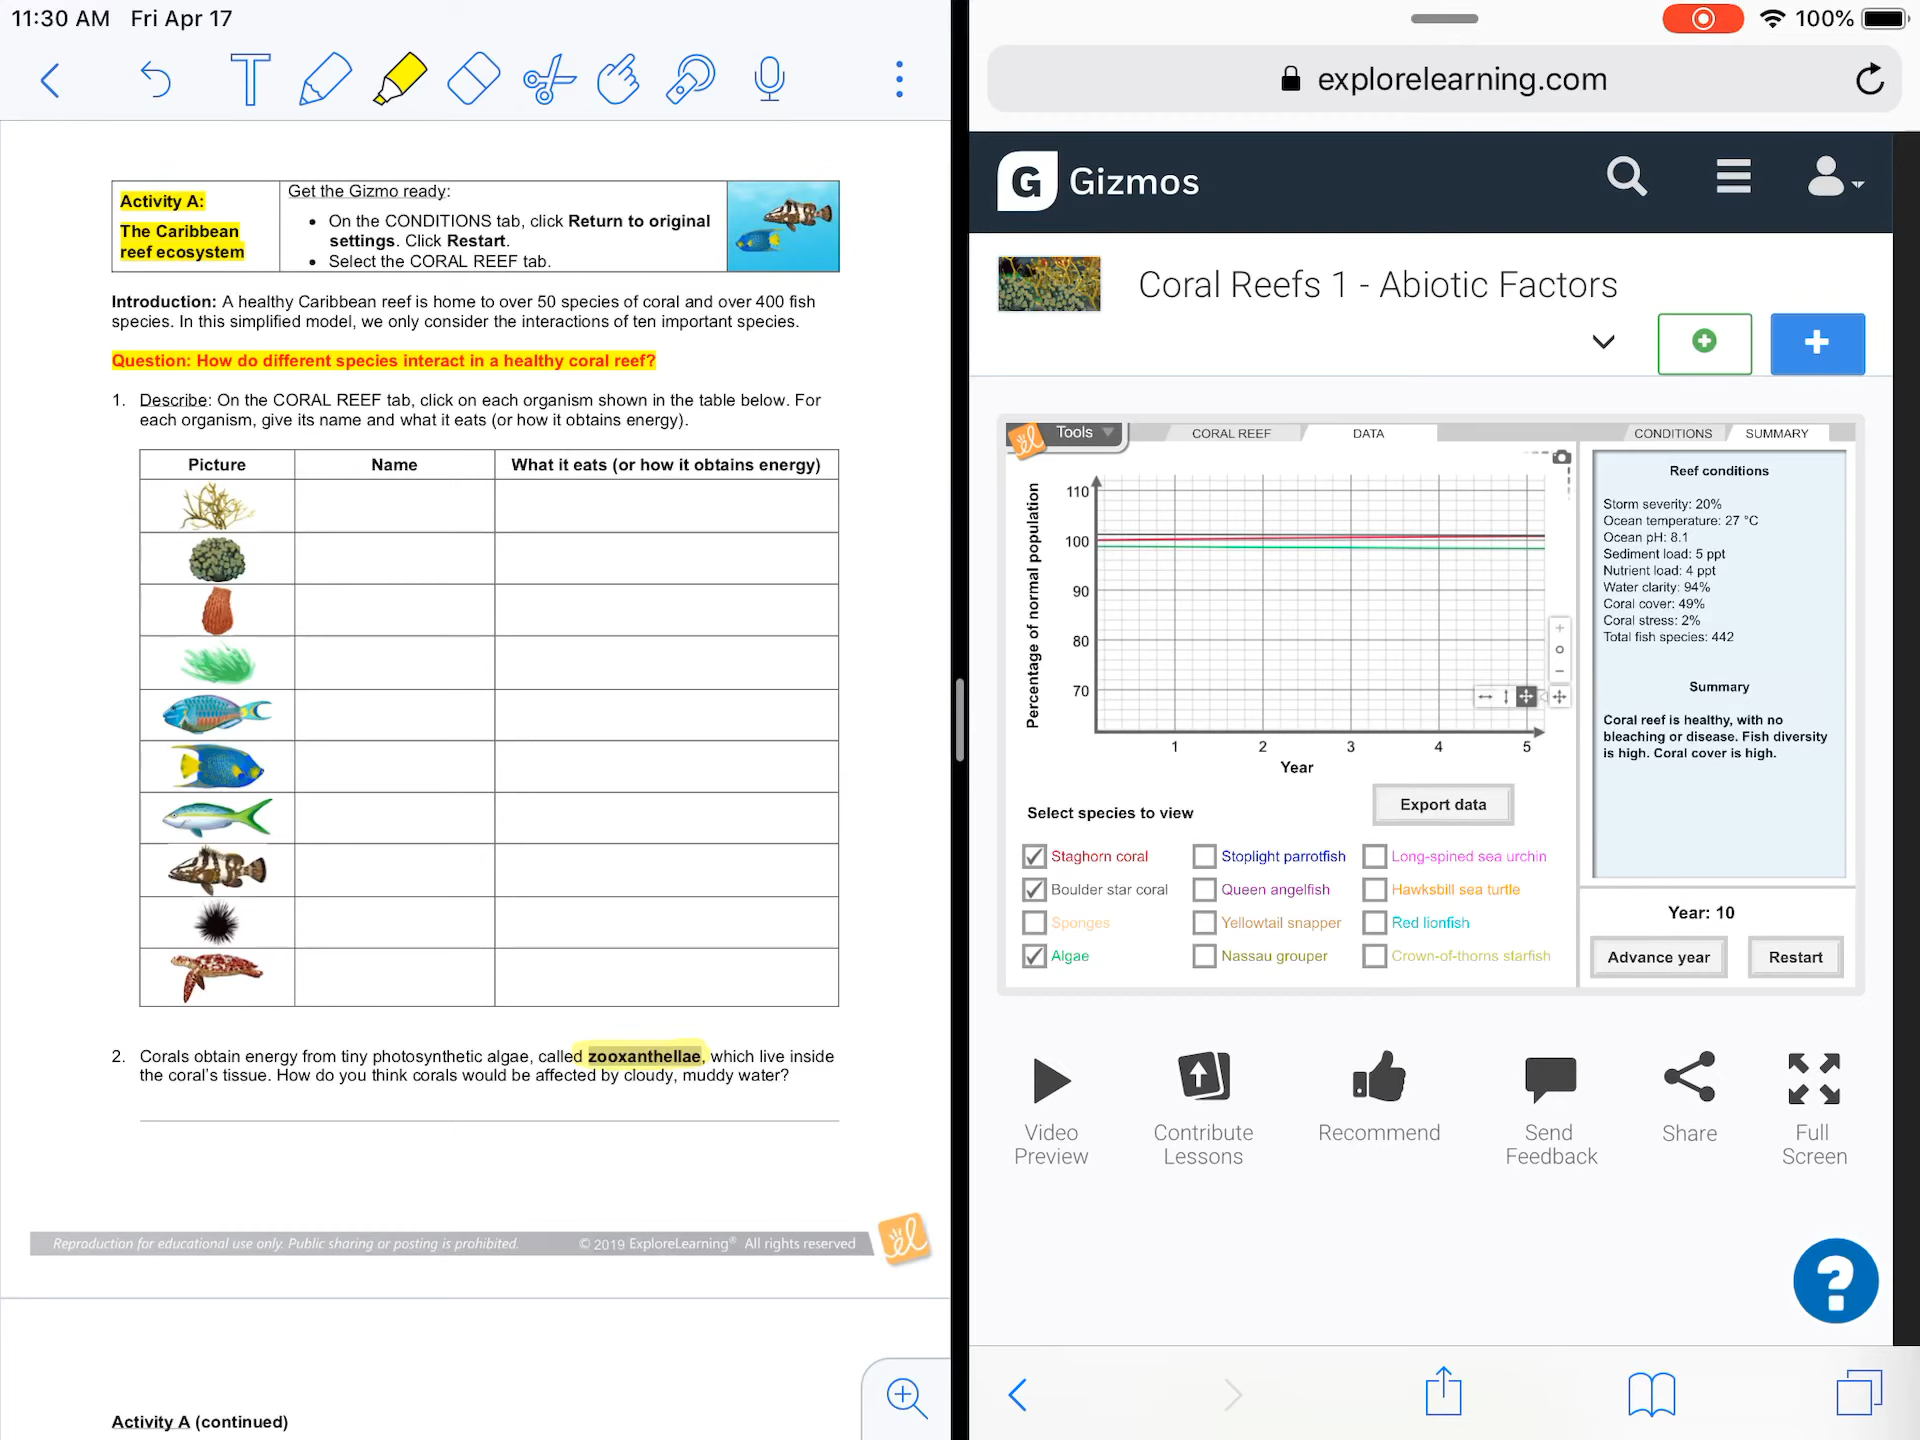 11:30 AM Fri Apr 17
100%
explorelearning.com
Activity A:
The Caribbean
reef ecosystem
Get the Gizmo ready:
• On the CONDITIONS tab, click Return to original
settings. Click Restart.
• Select the CORAL REEF tab.
Introduction: A healthy Caribbean reef is home to over 50 species of coral and over 400 fish
species. In this simplified model, we only consider the interactions of ten important species.
Question: How do different species interact in a healthy coral reef?
1. Describe: On the CORAL REEF tab, click on each organism shown in the table below. For
each organism, give its name and what it eats (or how it obtains energy).
Picture Name What it eats (or how it obtains energy)
2. Corals obtain energy from tiny photosynthetic algae, called zooxanthellae, which live inside
the coral's tissue. How do you think corals would be affected by cloudy, muddy water?
Reproduction for educational use only. Public sharing or posting is prohibited. © 2019 ExploreLearning® All rights reserved
Activity A (continued)
G Gizmos
Coral Reefs 1 - Abiotic Factors
Tools
CORAL REEF
DATA
CONDITIONS
SUMMARY
Percentage of normal population
110
100
90
80
70
1 2 3 4 5
Year
Export data
Select species to view
Staghorn coral Stoplight parrotfish Long-spined sea urchin
Boulder star coral Queen angelfish Hawksbill sea turtle
Sponges Yellowtail snapper Red lionfish
Algae Nassau grouper Crown-of-thorns starfish
Reef conditions
Storm severity: 20%
Ocean temperature: 27 °C
Ocean pH: 8.1
Sediment load: 5 ppt
Nutrient load: 4 ppt
Water clarity: 94%
Coral cover: 49%
Coral stress: 2%
Total fish species: 442
Summary
Coral reef is healthy, with no
bleaching or disease. Fish diversity
is high. Coral cover is high.
Year: 10
Advance year Restart
Video
Preview
Contribute
Lessons
Recommend
Send
Feedback
Share
Full
Screen